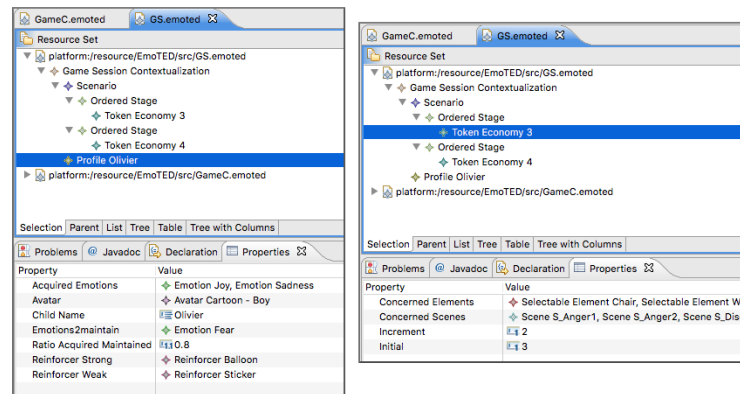 GameC.emoted GS.emoted
Resource Set
platform:/resource/EmoTED/src/GS.emoted
Game Session Contextualization
Scenario
Ordered Stage
Token Economy 3
Ordered Stage
Token Economy 4
Profile Olivier
platform:/resource/EmoTED/src/GameC.emoted
Selection Parent List Tree Table Tree with Columns
Problems @ Javadoc Declaration Properties
Property Value
Acquired Emotions Emotion Joy, Emotion Sadness
Avatar Avatar Cartoon - Boy
Child Name Olivier
Emotions2maintain Emotion Fear
Ratio Acquired Maintained 0.8
Reinforcer Strong Reinforcer Balloon
Reinforcer Weak Reinforcer Sticker
GameC.emoted GS.emoted
Resource Set
platform:/resource/EmoTED/src/GS.emoted
Game Session Contextualization
Scenario
Ordered Stage
Token Economy 3
Ordered Stage
Token Economy 4
Profile Olivier
platform:/resource/EmoTED/src/GameC.emoted
Selection Parent List Tree Table Tree with Columns
Problems @ Javadoc Declaration Properties
Property Value
Concerned Elements Selectable Element Chair, Selectable Element W
Concerned Scenes Scene S_Anger1, Scene S_Anger2, Scene S_Dis
Increment 2
Initial 3